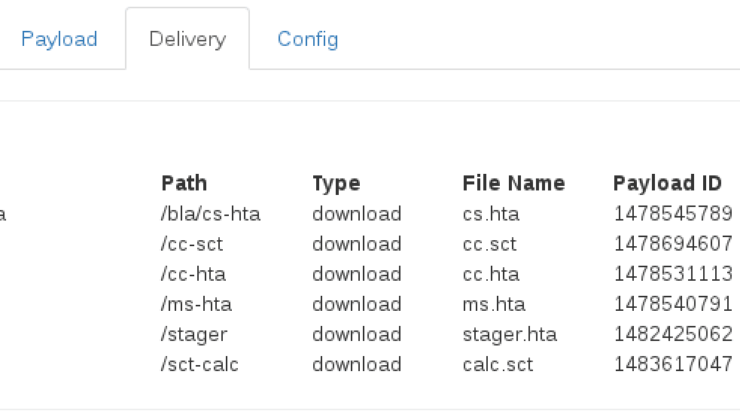 Payload Delivery Config
Path Type File Name Payload ID
a /bla/cs-hta download cs.hta 1478545789
/cc-sct download cc.sct 1478694607
/cc-hta download cc.hta 1478531113
/ms-hta download ms.hta 1478540791
/stager download stager.hta 1482425062
/sct-calc download calc.sct 1483617047